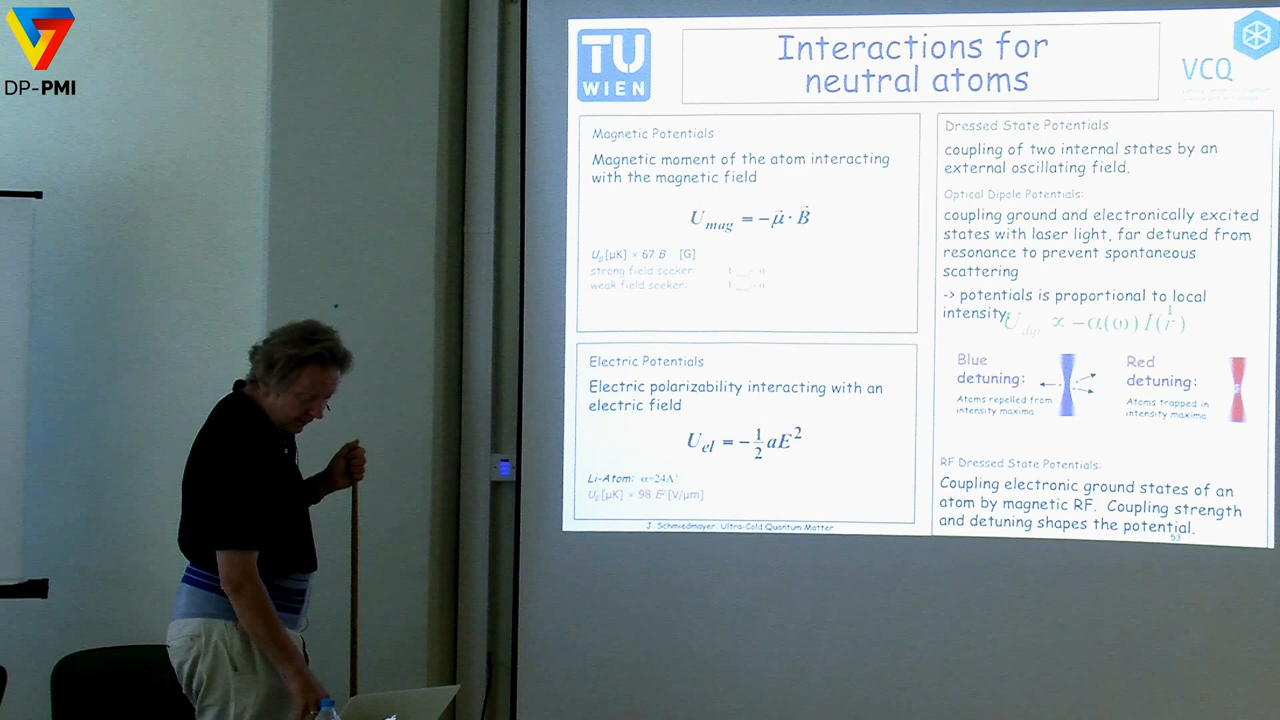 DP-PMI
TU
WIEN
Interactions for
neutral atoms
VCQ
Magnetic Potentials
Magnetic moment of the atom interacting
with the magnetic field
U_mag = -μ⃗ · B⃗
[μK] × 67 B [G]
strong field seeker:
weak field seeker:
Electric Potentials
Electric polarizability interacting with an
electric field
U_el = -1/2 aE²
Li-Atom: α=24Å³
[μK] × 98 E² [V/μm]
J. Schmiedmayer: Ultra-Cold Quantum Matter
Dressed State Potentials
coupling of two internal states by an
external oscillating field.
Optical Dipole Potentials:
coupling ground and electronically excited
states with laser light, far detuned from
resonance to prevent spontaneous
scattering
-> potentials is proportional to local
intensity
U_dip ∝ -α(ω) I(r⃗)
Blue
detuning:
Atoms repelled from
intensity maxima
Red
detuning:
Atoms trapped in
intensity maxima
RF Dressed State Potentials:
Coupling electronic ground states of an
atom by magnetic RF. Coupling strength
and detuning shapes the potential.
53